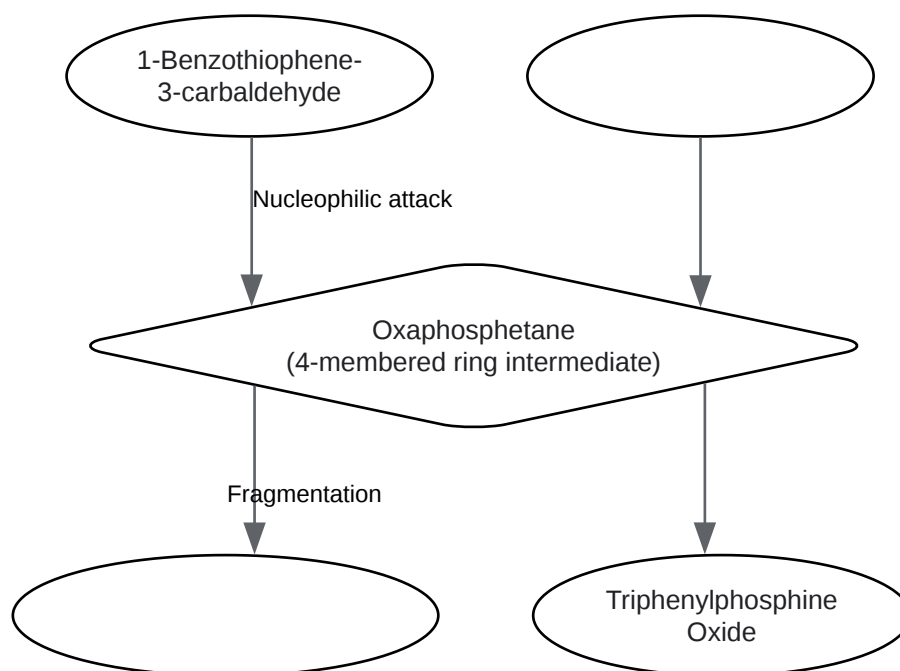 1-Benzothiophene-
3-carbaldehyde
Nucleophilic attack
Oxaphosphetane
(4-membered ring intermediate)
Fragmentation
Triphenylphosphine
Oxide